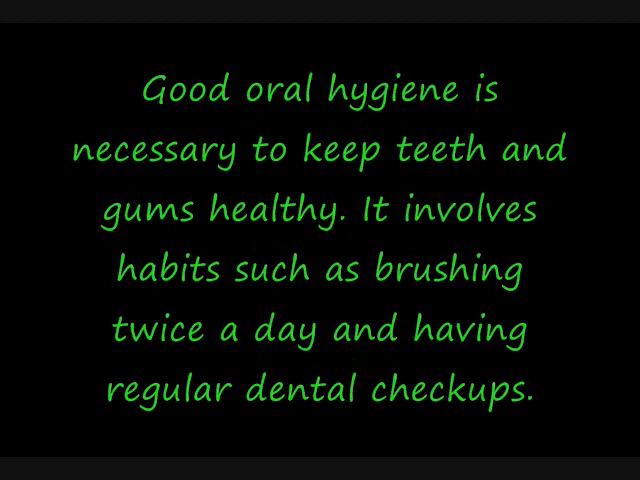 Good oral hygiene is
necessary to keep teeth and
gums healthy. It involves
habits such as brushing
twice a day and having
regular dental checkups.